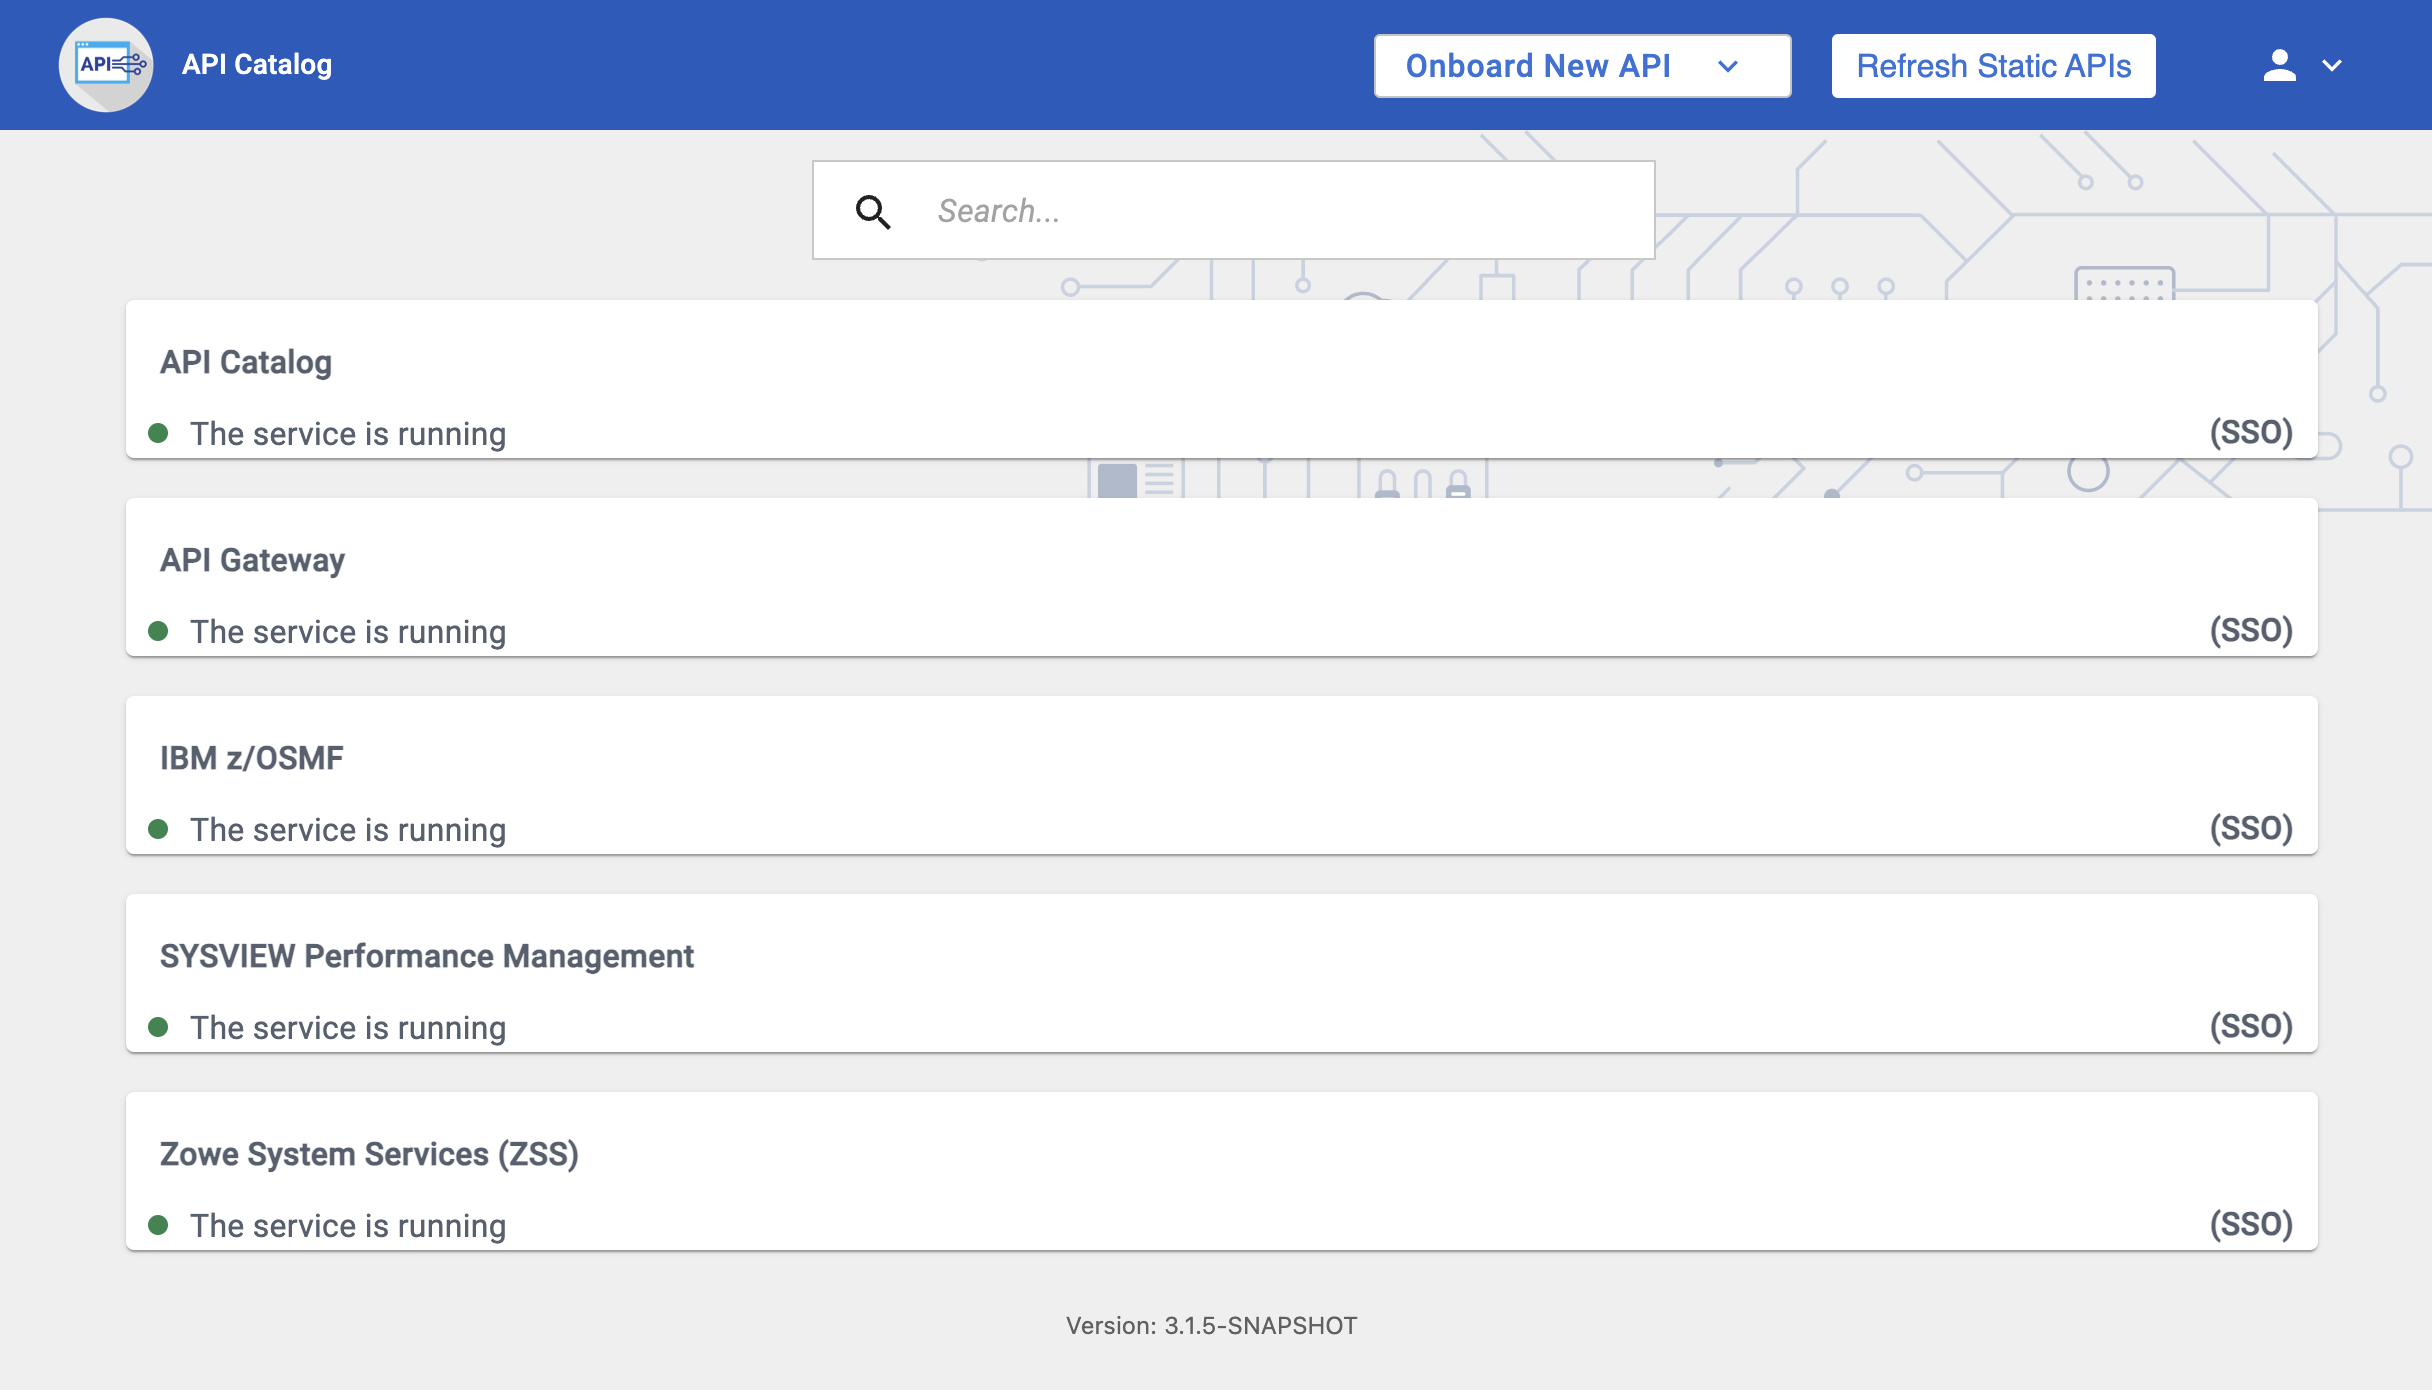 API
API Catalog
Onboard New API
Refresh Static APIs
Search...
API Catalog
The service is running
(SSO)
API Gateway
The service is running
(SSO)
IBM z/OSMF
The service is running
(SSO)
SYSVIEW Performance Management
The service is running
(SSO)
Zowe System Services (ZSS)
The service is running
(SSO)
Version: 3.1.5-SNAPSHOT